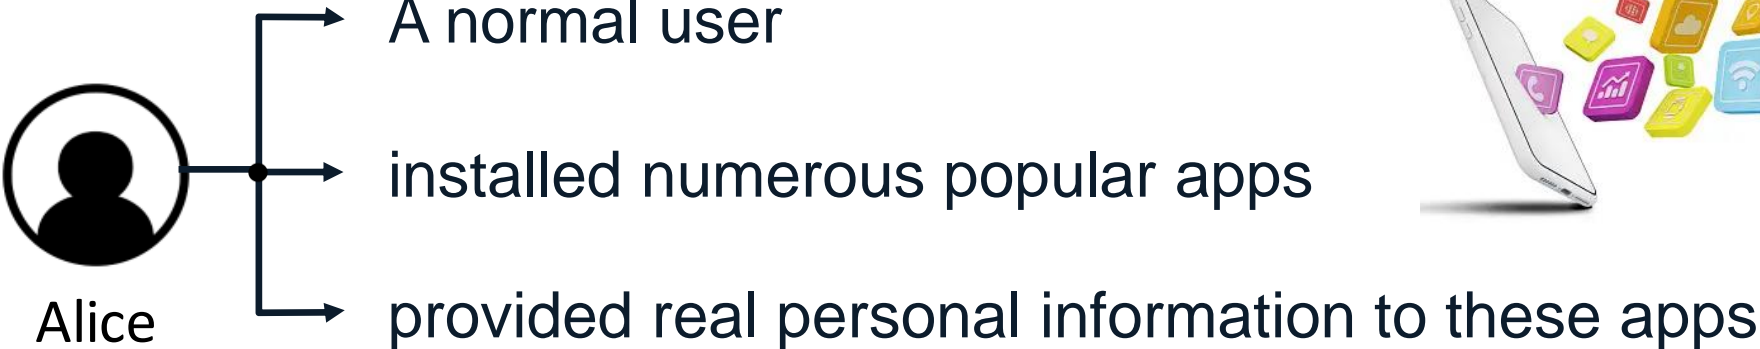 A normal user
installed numerous popular apps
Alice
provided real personal information to these apps